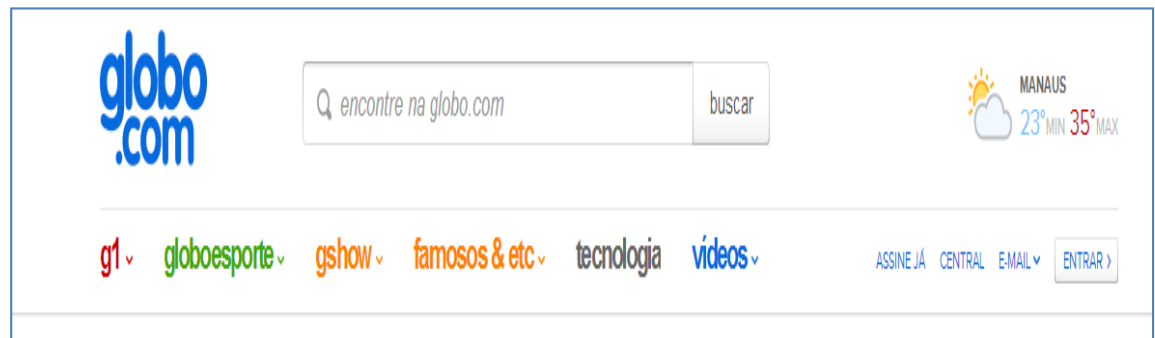 globo
.com
encontre na globo.com
buscar
MANAUS
23°MIN 35°MAX
g1 globoesporte gshow famosos & etc tecnologia vídeos
ASSINE JÁ CENTRAL E-MAIL ENTRAR